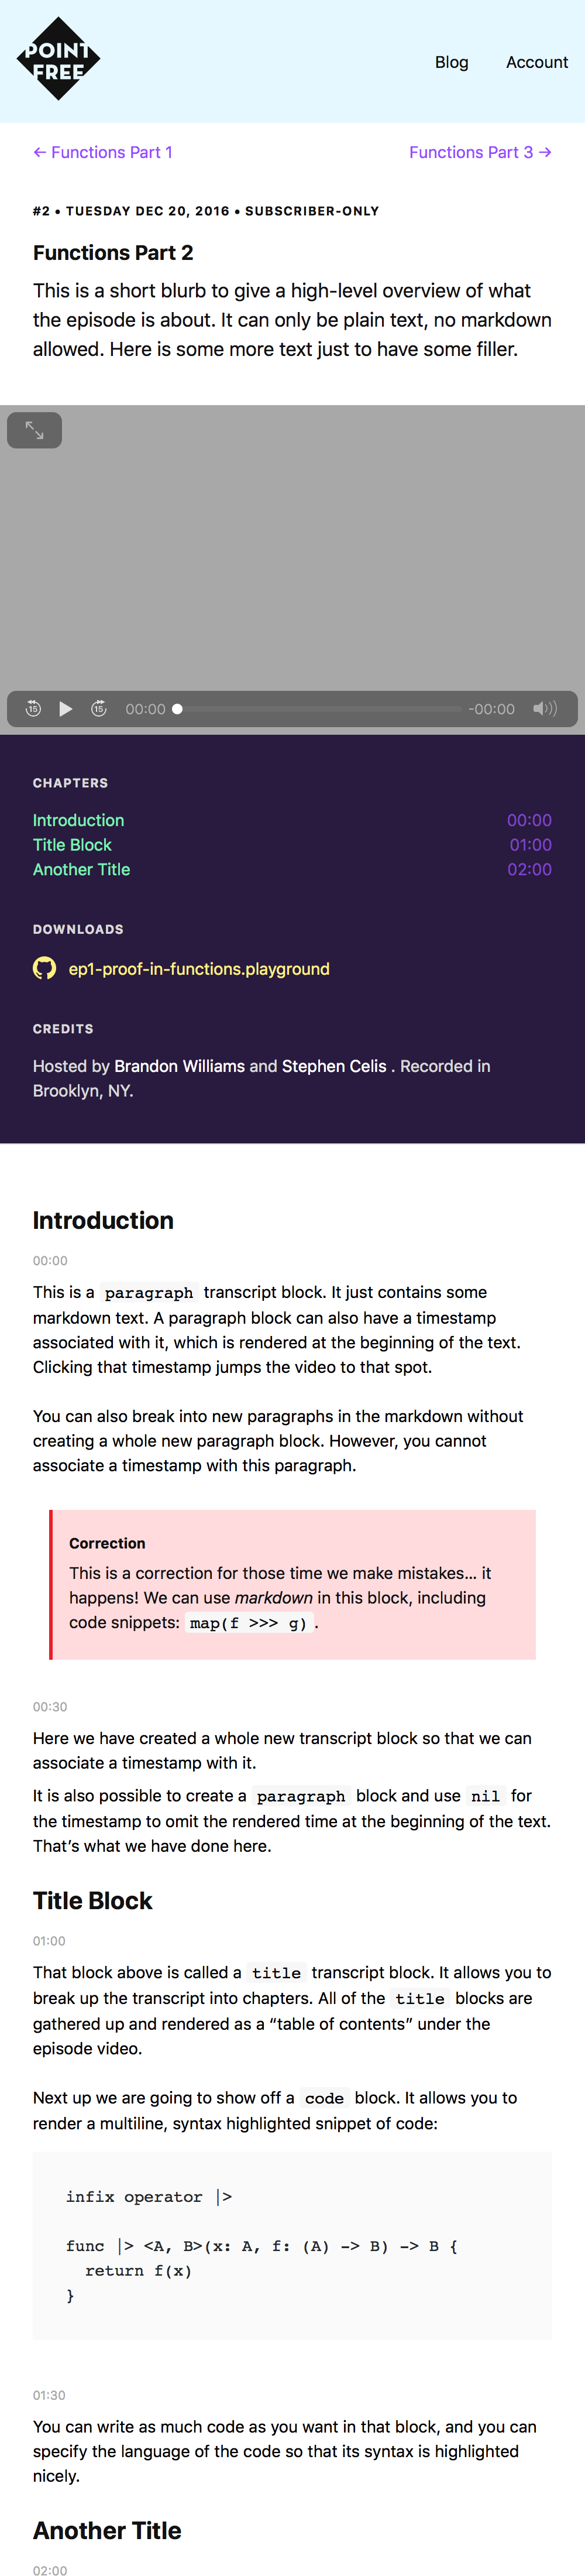 POINT
FREE
Blog
Account
← Functions Part 1
Functions Part 3 →
#2 • TUESDAY DEC 20, 2016 • SUBSCRIBER-ONLY
Functions Part 2
This is a short blurb to give a high-level overview of what
the episode is about. It can only be plain text, no markdown
allowed. Here is some more text just to have some filler.
15
15
00:00
-00:00
CHAPTERS
Introduction 00:00
Title Block 01:00
Another Title 02:00
DOWNLOADS
ep1-proof-in-functions.playground
CREDITS
Hosted by Brandon Williams and Stephen Celis . Recorded in
Brooklyn, NY.
Introduction
00:00
This is a paragraph transcript block. It just contains some
markdown text. A paragraph block can also have a timestamp
associated with it, which is rendered at the beginning of the text.
Clicking that timestamp jumps the video to that spot.
You can also break into new paragraphs in the markdown without
creating a whole new paragraph block. However, you cannot
associate a timestamp with this paragraph.
Correction
This is a correction for those time we make mistakes… it
happens! We can use markdown in this block, including
code snippets: map(f >>> g).
00:30
Here we have created a whole new transcript block so that we can
associate a timestamp with it.
It is also possible to create a paragraph block and use nil for
the timestamp to omit the rendered time at the beginning of the text.
That’s what we have done here.
Title Block
01:00
That block above is called a title transcript block. It allows you to
break up the transcript into chapters. All of the title blocks are
gathered up and rendered as a “table of contents” under the
episode video.
Next up we are going to show off a code block. It allows you to
render a multiline, syntax highlighted snippet of code:
infix operator |>
func |> <A, B>(x: A, f: (A) -> B) -> B {
return f(x)
}
01:30
You can write as much code as you want in that block, and you can
specify the language of the code so that its syntax is highlighted
nicely.
Another Title
02:00